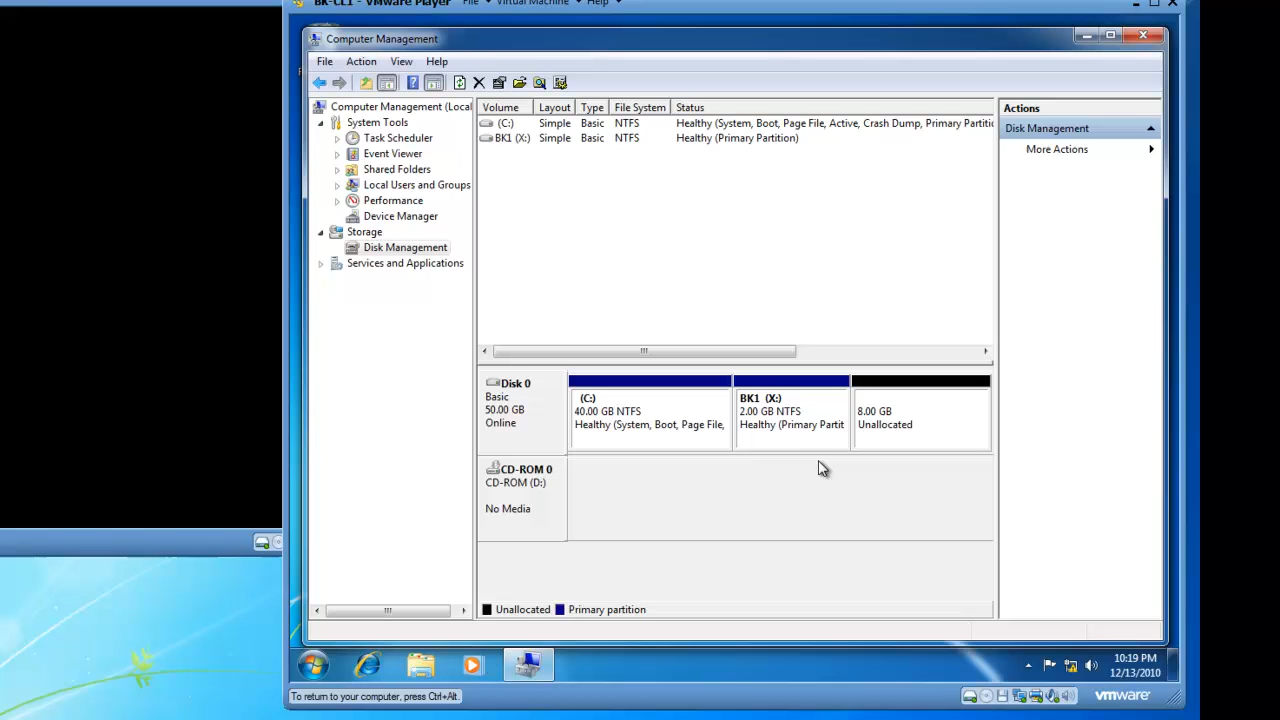 BK-CL1 - VMware Player File Virtual Machine Help
Computer Management
File Action View Help
Computer Management (Local
System Tools
Task Scheduler
Event Viewer
Shared Folders
Local Users and Groups
Performance
Device Manager
Storage
Disk Management
Services and Applications
Volume Layout Type File System Status
(C:) Simple Basic NTFS Healthy (System, Boot, Page File, Active, Crash Dump, Primary Partitic
BK1 (X:) Simple Basic NTFS Healthy (Primary Partition)
Disk 0
Basic
50.00 GB
Online
(C:)
40.00 GB NTFS
Healthy (System, Boot, Page File,
BK1 (X:)
2.00 GB NTFS
Healthy (Primary Partit
8.00 GB
Unallocated
CD-ROM 0
CD-ROM (D:)
No Media
Unallocated Primary partition
Actions
Disk Management
More Actions
10:19 PM
12/13/2010
To return to your computer, press Ctrl+Alt.
vmware